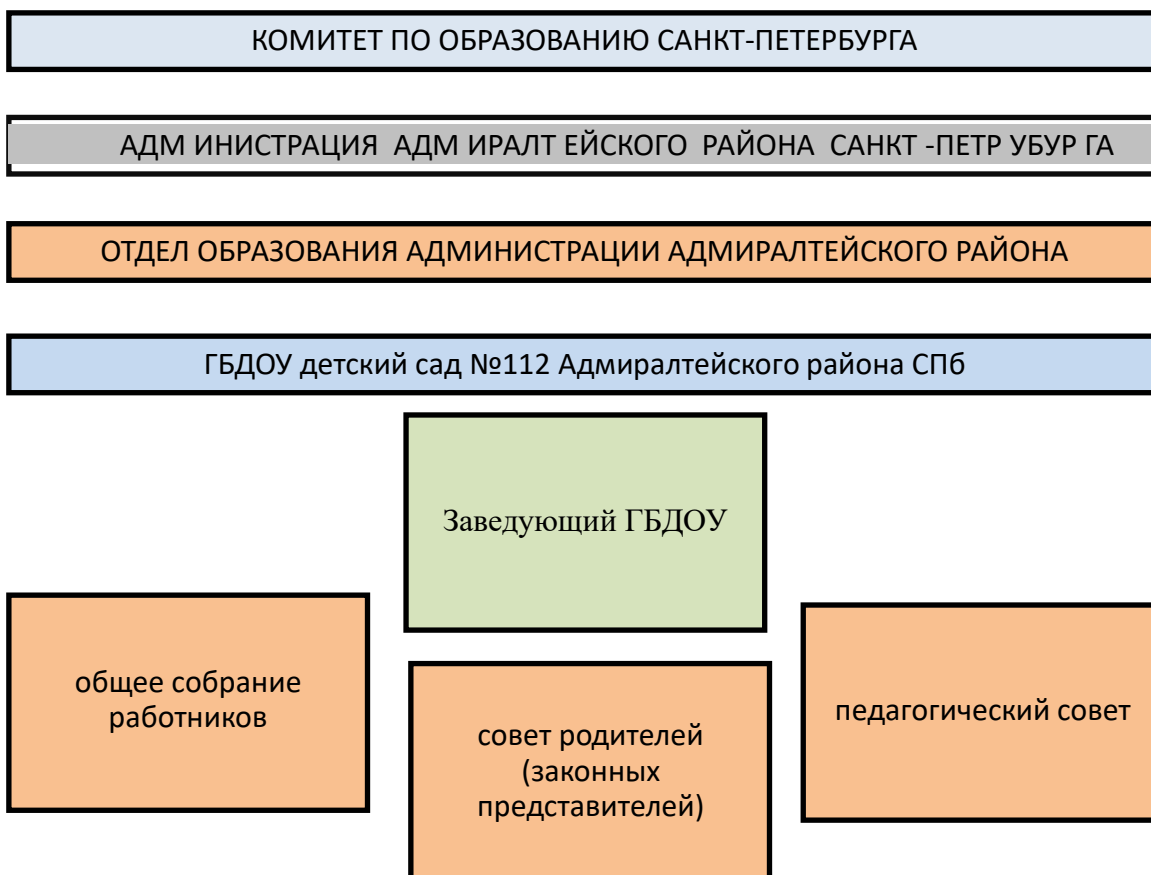 КОМИТЕТ ПО ОБРАЗОВАНИЮ САНКТ-ПЕТЕРБУРГА
АДМ ИНИСТРАЦИЯ АДМ ИРАЛТ ЕЙСКОГО РАЙОНА САНКТ -ПЕТР УБУР ГА
ОТДЕЛ ОБРАЗОВАНИЯ АДМИНИСТРАЦИИ АДМИРАЛТЕЙСКОГО РАЙОНА
ГБДОУ детский сад №112 Адмиралтейского района СПб
Заведующий ГБДОУ
общее собрание
работников
совет родителей
(законных
представителей)
педагогический совет